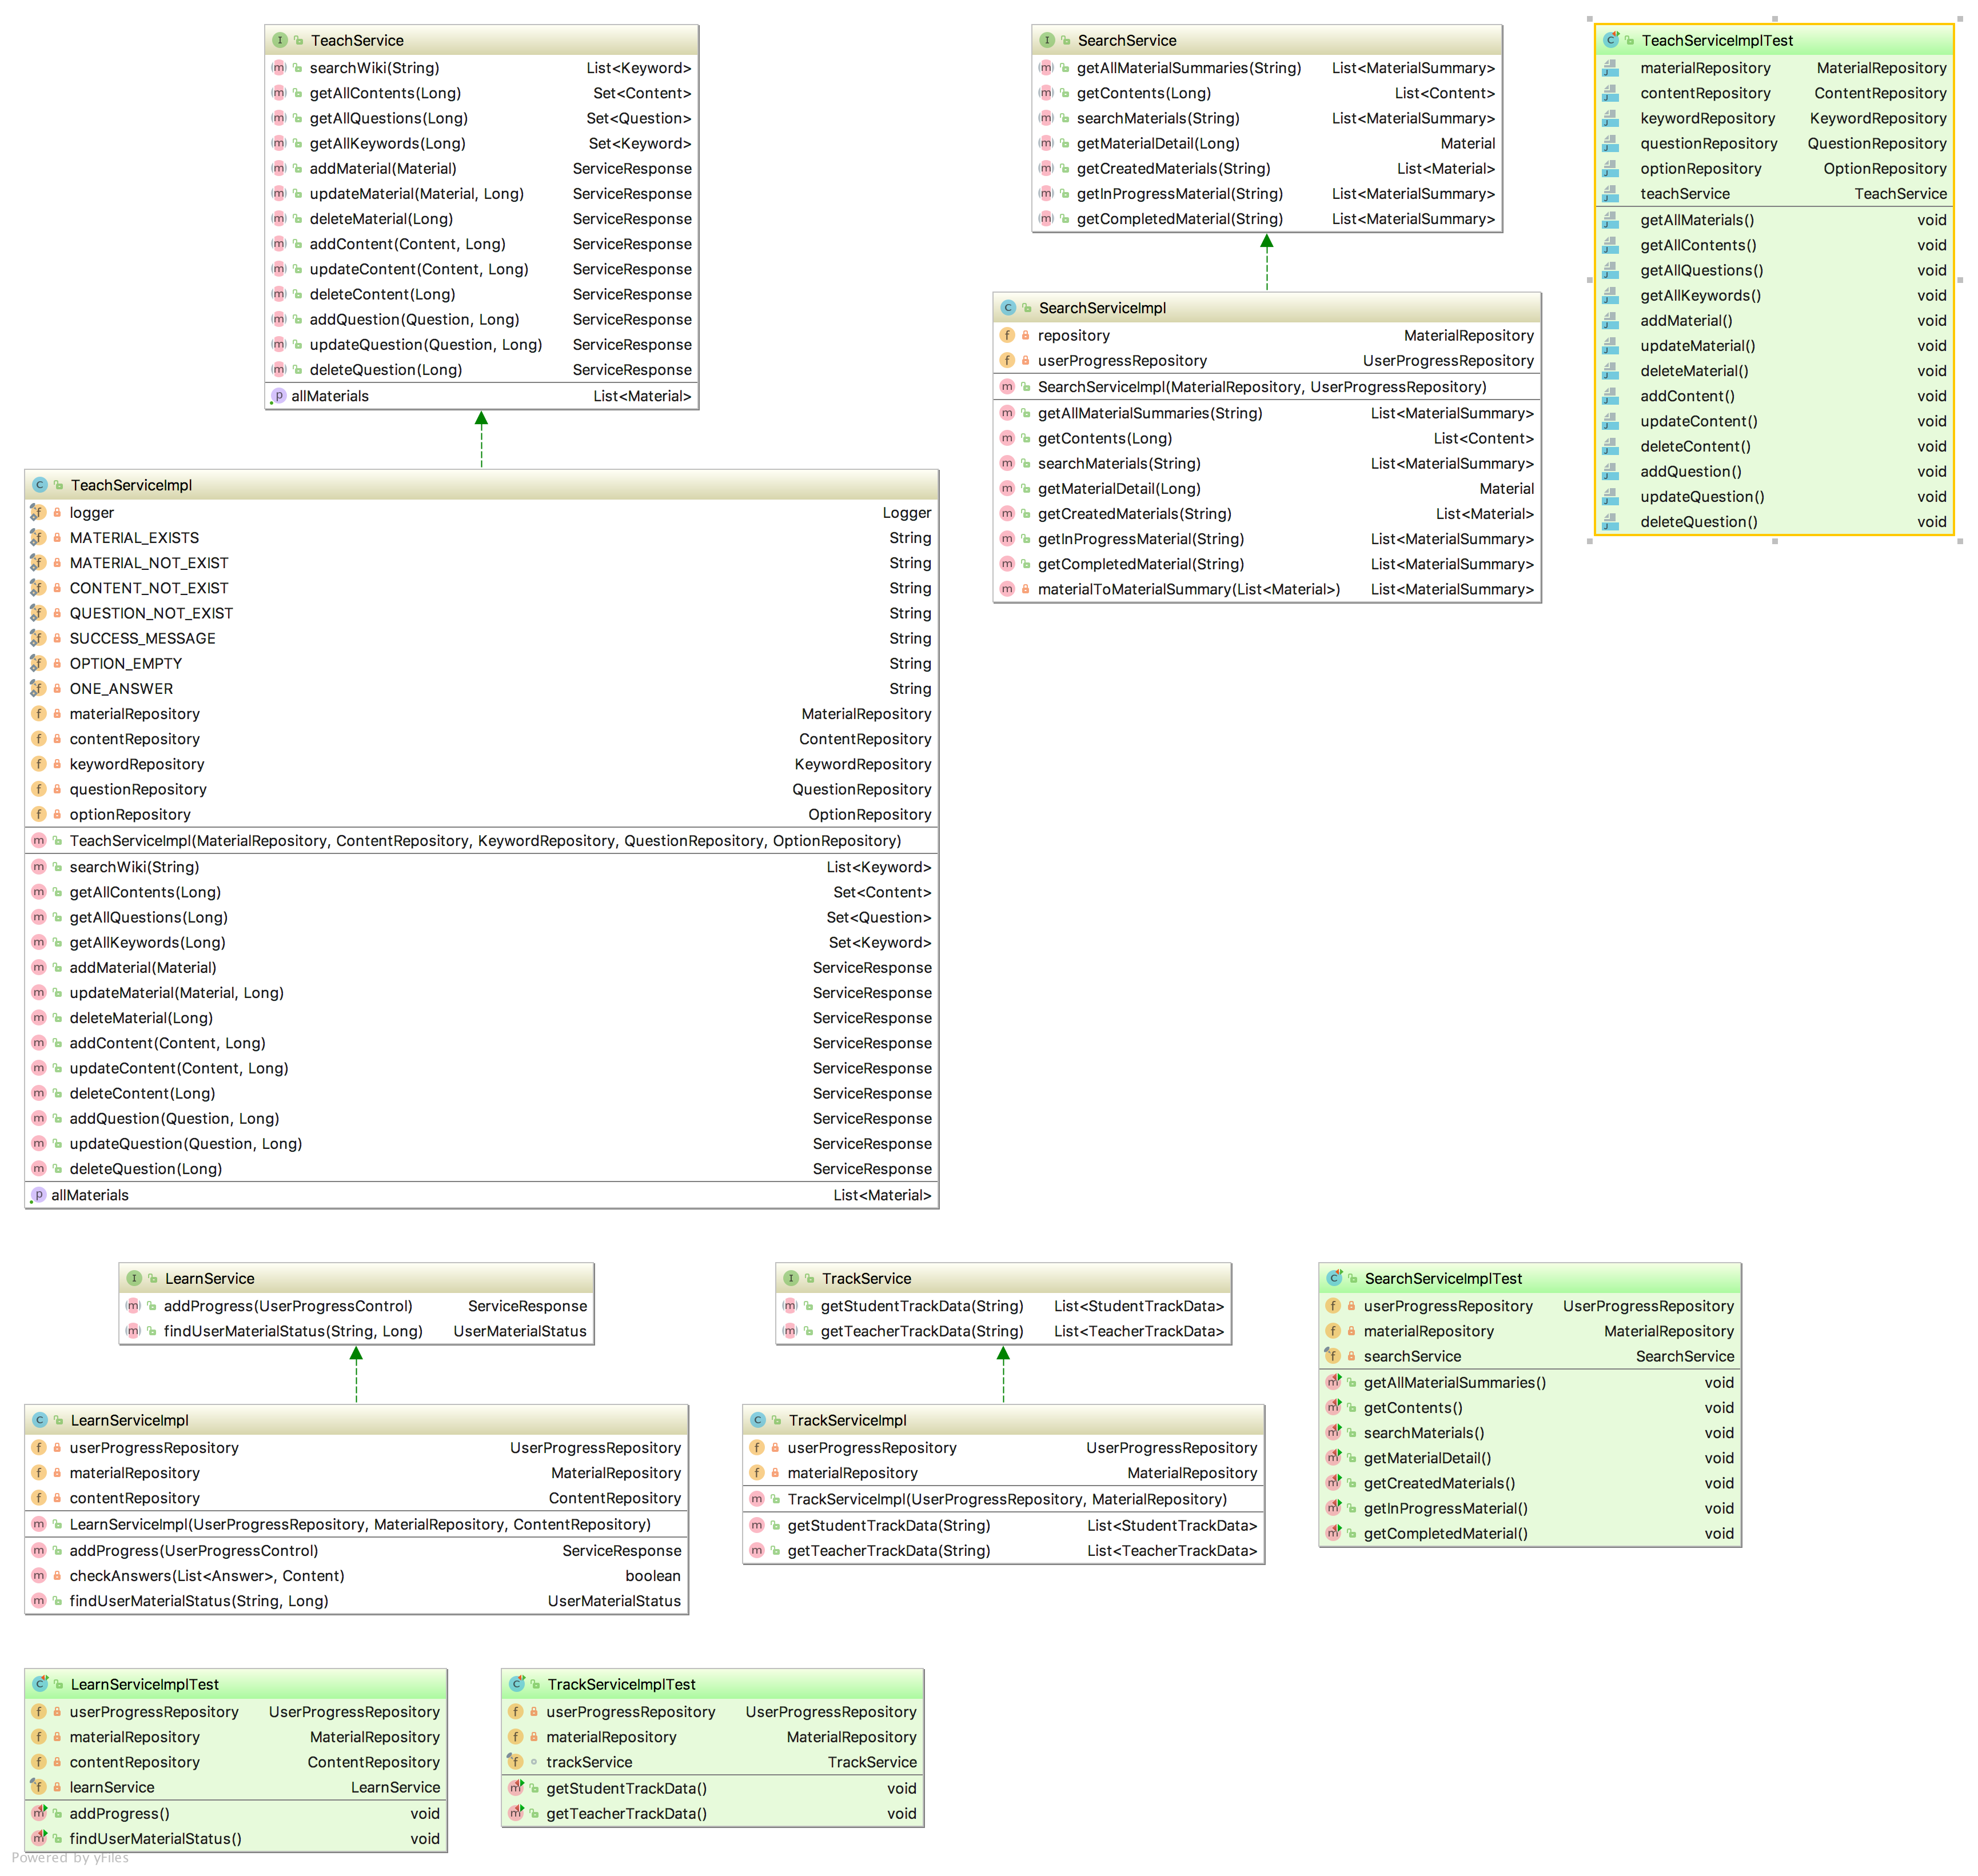 TeachService
searchWiki(String) List<Keyword>
getAllContents(Long) Set<Content>
getAllQuestions(Long) Set<Question>
getAllKeywords(Long) Set<Keyword>
addMaterial(Material) ServiceResponse
updateMaterial(Material, Long) ServiceResponse
deleteMaterial(Long) ServiceResponse
addContent(Content, Long) ServiceResponse
updateContent(Content, Long) ServiceResponse
deleteContent(Long) ServiceResponse
addQuestion(Question, Long) ServiceResponse
updateQuestion(Question, Long) ServiceResponse
deleteQuestion(Long) ServiceResponse
allMaterials List<Material>
SearchService
getAllMaterialSummaries(String) List<MaterialSummary>
getContents(Long) List<Content>
searchMaterials(String) List<MaterialSummary>
getMaterialDetail(Long) Material
getCreatedMaterials(String) List<Material>
getInProgressMaterial(String) List<MaterialSummary>
getCompletedMaterial(String) List<MaterialSummary>
TeachServiceImplTest
materialRepository MaterialRepository
contentRepository ContentRepository
keywordRepository KeywordRepository
questionRepository QuestionRepository
optionRepository OptionRepository
teachService TeachService
getAllMaterials() void
getAllContents() void
getAllQuestions() void
getAllKeywords() void
addMaterial() void
updateMaterial() void
deleteMaterial() void
addContent() void
updateContent() void
deleteContent() void
addQuestion() void
updateQuestion() void
deleteQuestion() void
SearchServiceImpl
repository MaterialRepository
userProgressRepository UserProgressRepository
SearchServiceImpl(MaterialRepository, UserProgressRepository)
getAllMaterialSummaries(String) List<MaterialSummary>
getContents(Long) List<Content>
searchMaterials(String) List<MaterialSummary>
getMaterialDetail(Long) Material
getCreatedMaterials(String) List<Material>
getInProgressMaterial(String) List<MaterialSummary>
getCompletedMaterial(String) List<MaterialSummary>
materialToMaterialSummary(List<Material>) List<MaterialSummary>
TeachServiceImpl
logger Logger
MATERIAL_EXISTS String
MATERIAL_NOT_EXIST String
CONTENT_NOT_EXIST String
QUESTION_NOT_EXIST String
SUCCESS_MESSAGE String
OPTION_EMPTY String
ONE_ANSWER String
materialRepository MaterialRepository
contentRepository ContentRepository
keywordRepository KeywordRepository
questionRepository QuestionRepository
optionRepository OptionRepository
TeachServiceImpl(MaterialRepository, ContentRepository, KeywordRepository, QuestionRepository, OptionRepository)
searchWiki(String) List<Keyword>
getAllContents(Long) Set<Content>
getAllQuestions(Long) Set<Question>
getAllKeywords(Long) Set<Keyword>
addMaterial(Material) ServiceResponse
updateMaterial(Material, Long) ServiceResponse
deleteMaterial(Long) ServiceResponse
addContent(Content, Long) ServiceResponse
updateContent(Content, Long) ServiceResponse
deleteContent(Long) ServiceResponse
addQuestion(Question, Long) ServiceResponse
updateQuestion(Question, Long) ServiceResponse
deleteQuestion(Long) ServiceResponse
allMaterials List<Material>
LearnService
addProgress(UserProgressControl) ServiceResponse
findUserMaterialStatus(String, Long) UserMaterialStatus
TrackService
getStudentTrackData(String) List<StudentTrackData>
getTeacherTrackData(String) List<TeacherTrackData>
SearchServiceImplTest
userProgressRepository UserProgressRepository
materialRepository MaterialRepository
searchService SearchService
getAllMaterialSummaries() void
getContents() void
searchMaterials() void
getMaterialDetail() void
getCreatedMaterials() void
getInProgressMaterial() void
getCompletedMaterial() void
LearnServiceImpl
userProgressRepository UserProgressRepository
materialRepository MaterialRepository
contentRepository ContentRepository
LearnServiceImpl(UserProgressRepository, MaterialRepository, ContentRepository)
addProgress(UserProgressControl) ServiceResponse
checkAnswers(List<Answer>, Content) boolean
findUserMaterialStatus(String, Long) UserMaterialStatus
TrackServiceImpl
userProgressRepository UserProgressRepository
materialRepository MaterialRepository
TrackServiceImpl(UserProgressRepository, MaterialRepository)
getStudentTrackData(String) List<StudentTrackData>
getTeacherTrackData(String) List<TeacherTrackData>
LearnServiceImplTest
userProgressRepository UserProgressRepository
materialRepository MaterialRepository
contentRepository ContentRepository
learnService LearnService
addProgress() void
findUserMaterialStatus() void
TrackServiceImplTest
userProgressRepository UserProgressRepository
materialRepository MaterialRepository
trackService TrackService
getStudentTrackData() void
getTeacherTrackData() void
Powered by yFiles